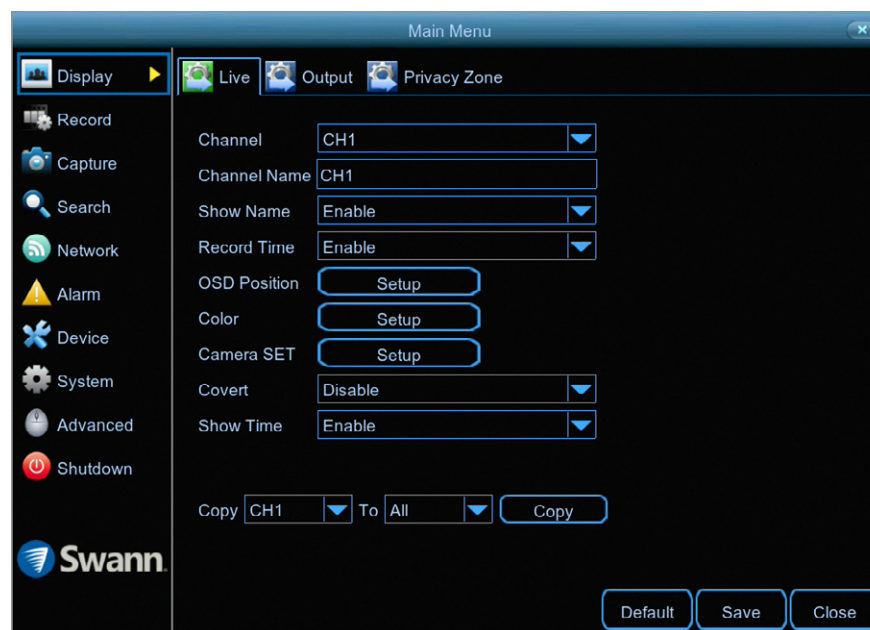 Main Menu
Display
Record
Capture
Search
Network
Alarm
Device
System
Advanced
Shutdown
Swann.
Live Output Privacy Zone
Channel CH1
Channel Name CH1
Show Name Enable
Record Time Enable
OSD Position Setup
Color Setup
Camera SET Setup
Covert Disable
Show Time Enable
Copy CH1 To All Copy
Default Save Close